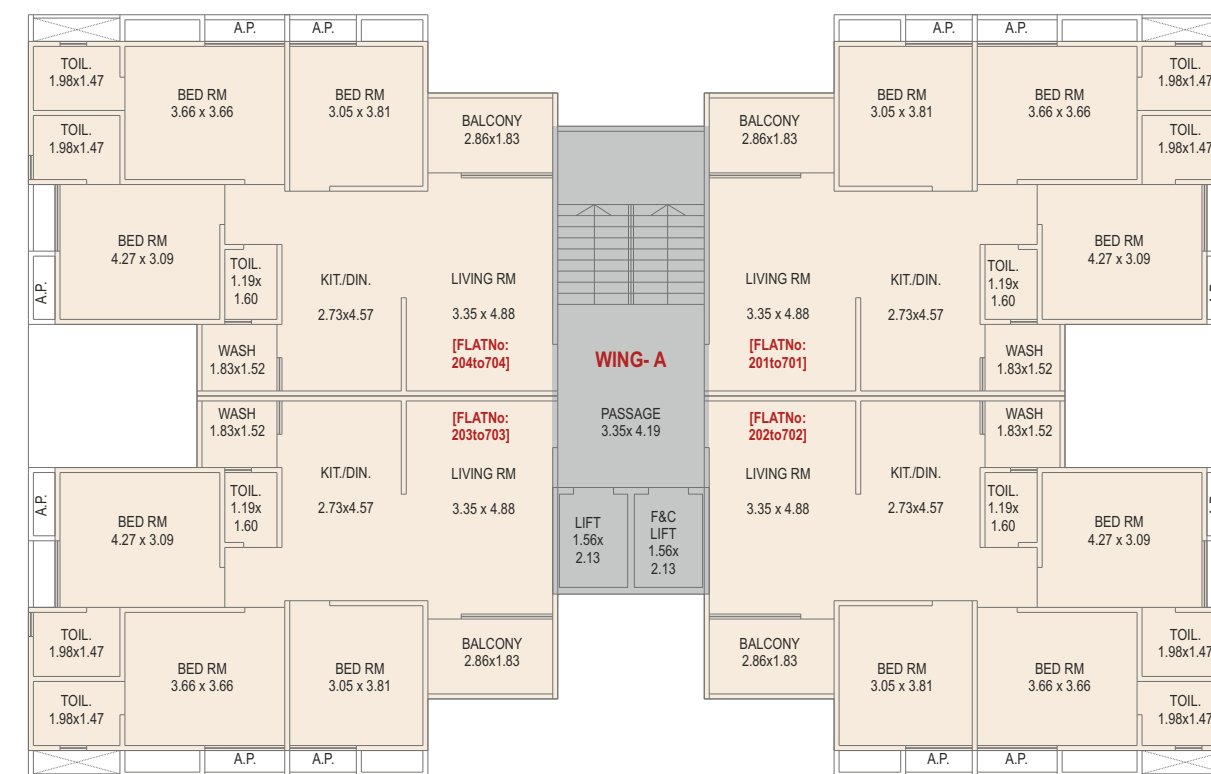 A.P.
A.P.
A.P.
A.P.
TOIL.
1.98x1.47
BED RM
3.66 x 3.66
BED RM
3.05 x 3.81
BALCONY
2.86x1.83
BALCONY
2.86x1.83
BED RM
3.05 x 3.81
BED RM
3.66 x 3.66
TOIL.
1.98x1.47
TOIL.
1.98x1.47
TOIL.
1.98x1.47
BED RM
4.27 x 3.09
A.P.
TOIL.
1.19x
1.60
KIT./DIN.
2.73x4.57
LIVING RM
3.35 x 4.88
[FLATNo:
204to704]
WASH
1.83x1.52
LIVING RM
3.35 x 4.88
[FLATNo:
201to701]
KIT./DIN.
2.73x4.57
TOIL.
1.19x
1.60
BED RM
4.27 x 3.09
WASH
1.83x1.52
WING- A
PASSAGE
3.35x 4.19
WASH
1.83x1.52
[FLATNo:
203to703]
LIVING RM
3.35 x 4.88
KIT./DIN.
2.73x4.57
TOIL.
1.19x
1.60
A.P.
BED RM
4.27 x 3.09
LIFT
1.56x
2.13
F&C
LIFT
1.56x
2.13
[FLATNo:
202to702]
LIVING RM
3.35 x 4.88
KIT./DIN.
2.73x4.57
WASH
1.83x1.52
TOIL.
1.19x
1.60
BED RM
4.27 x 3.09
TOIL.
1.98x1.47
BED RM
3.66 x 3.66
BED RM
3.05 x 3.81
BALCONY
2.86x1.83
BALCONY
2.86x1.83
BED RM
3.05 x 3.81
BED RM
3.66 x 3.66
TOIL.
1.98x1.47
TOIL.
1.98x1.47
TOIL.
1.98x1.47
A.P.
A.P.
A.P.
A.P.